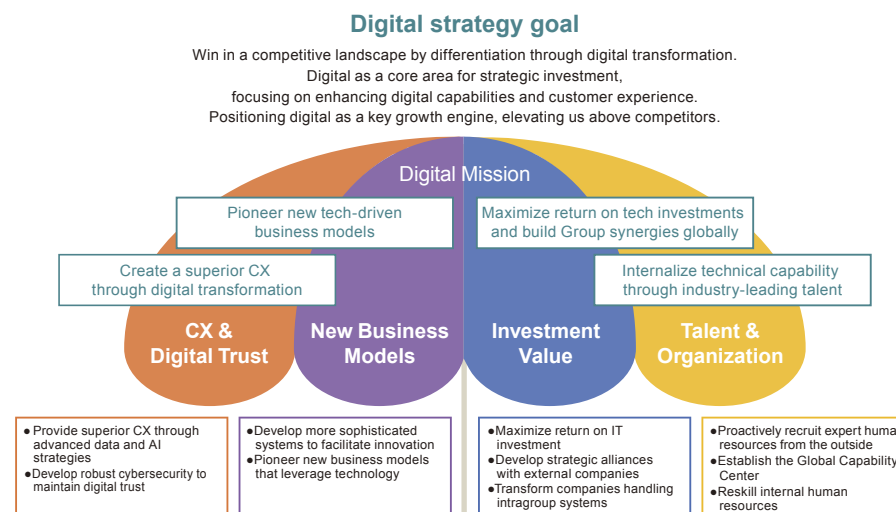 Digital strategy goal
Win in a competitive landscape by differentiation through digital transformation.
Digital as a core area for strategic investment,
focusing on enhancing digital capabilities and customer experience.
Positioning digital as a key growth engine, elevating us above competitors.
Digital Mission
Pioneer new tech-driven
business models
Maximize return on tech investments
and build Group synergies globally
Create a superior CX
through digital transformation
Internalize technical capability
through industry-leading talent
CX &
Digital Trust
New Business
Models
Investment
Value
Talent &
Organization
●Provide superior CX through
advanced data and AI
strategies
●Develop robust cybersecurity to
maintain digital trust
●Develop more sophisticated
systems to facilitate innovation
●Pioneer new business models
that leverage technology
●Maximize return on IT
investment
●Develop strategic alliances
with external companies
●Transform companies handling
intragroup systems
●Proactively recruit expert human
resources from the outside
●Establish the Global Capability
Center
●Reskill internal human
resources